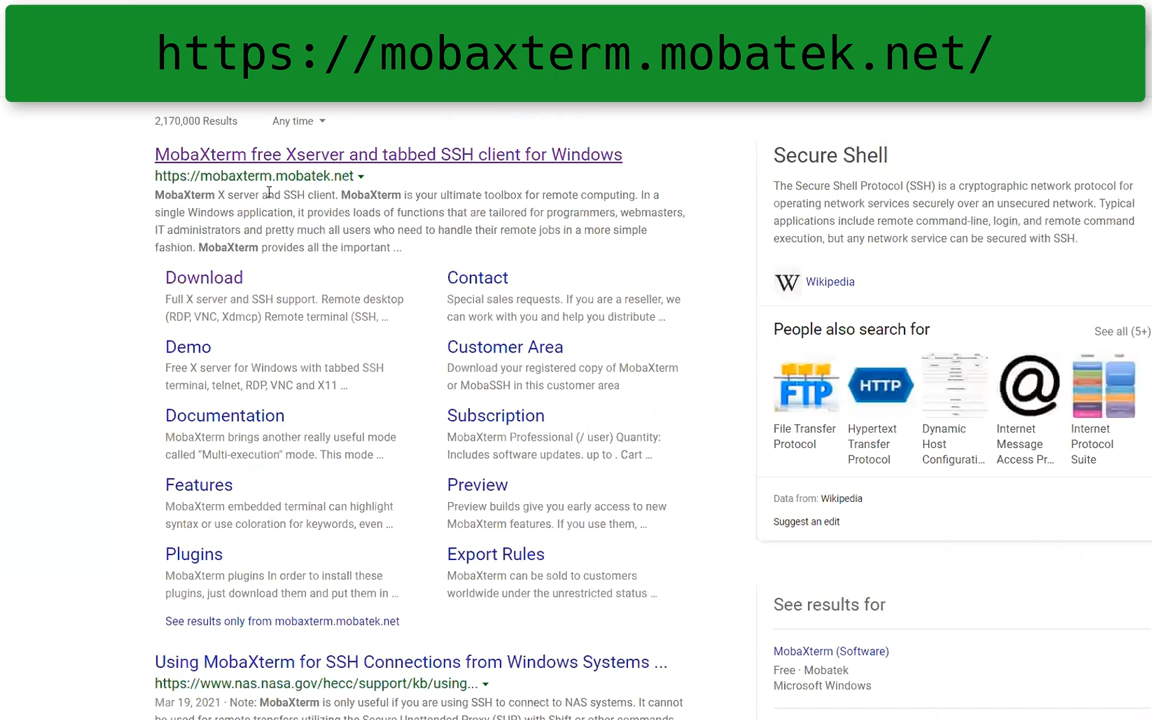 https://mobaxterm.mobatek.net/
2,170,000 Results Any time
MobaXterm free Xserver and tabbed SSH client for Windows
https://mobaxterm.mobatek.net
MobaXterm X server and SSH client. MobaXterm is your ultimate toolbox for remote computing. In a
single Windows application, it provides loads of functions that are tailored for programmers, webmasters,
IT administrators and pretty much all users who need to handle their remote jobs in a more simple
fashion. MobaXterm provides all the important ...
Download
Full X server and SSH support. Remote desktop
(RDP, VNC, Xdmcp) Remote terminal (SSH, ...
Contact
Special sales requests. If you are a reseller, we
can work with you and help you distribute ...
Demo
Free X server for Windows with tabbed SSH
terminal, telnet, RDP, VNC and X11 ...
Customer Area
Download your registered copy of MobaXterm
or MobaSSH in this customer area
Documentation
MobaXterm brings another really useful mode
called "Multi-execution" mode. This mode ...
Subscription
MobaXterm Professional (/ user) Quantity:
Includes software updates. up to . Cart ...
Features
MobaXterm embedded terminal can highlight
syntax or use coloration for keywords, even ...
Preview
Preview builds give you early access to new
MobaXterm features. If you use them, ...
Plugins
MobaXterm plugins In order to install these
plugins, just download them and put them in ...
Export Rules
MobaXterm can be sold to customers
worldwide under the unrestricted status ...
See results only from mobaxterm.mobatek.net
Using MobaXterm for SSH Connections from Windows Systems ...
https://www.nas.nasa.gov/hecc/support/kb/using...
Mar 19, 2021 · Note: MobaXterm is only useful if you are using SSH to connect to NAS systems. It cannot
be used for remote transfers utilizing the Secure Unattended Proxy (SUP) with Shift or other commands
Secure Shell
The Secure Shell Protocol (SSH) is a cryptographic network protocol for
operating network services securely over an unsecured network. Typical
applications include remote command-line, login, and remote command
execution, but any network service can be secured with SSH.
W Wikipedia
People also search for See all (5+)
FTP
HTTP
@
File Transfer
Protocol
Hypertext
Transfer
Protocol
Dynamic
Host
Configurati...
Internet
Message
Access Pr...
Internet
Protocol
Suite
Data from: Wikipedia
Suggest an edit
See results for
MobaXterm (Software)
Free · Mobatek
Microsoft Windows